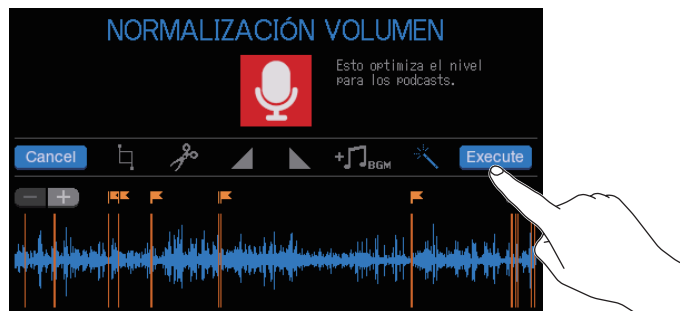 NORMALIZACIÓN VOLUMEN
Esto optimiza el nivel
para los podcasts.
Cancel
+ BGM
Execute
− +